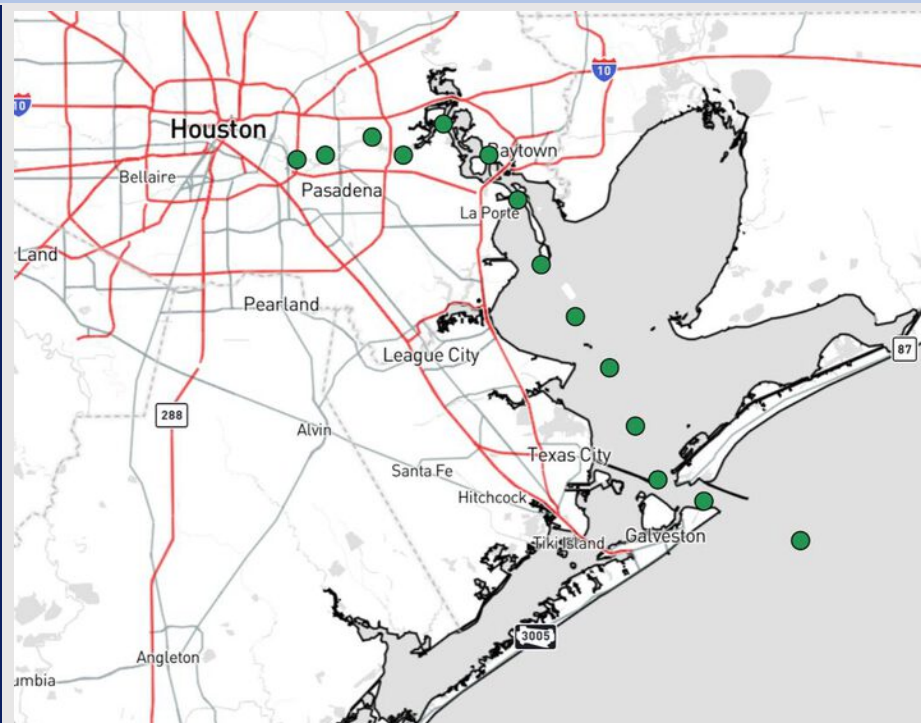 10
10
Houston
Bellaire
Baytown
Pasadena
La Porte
Land
Pearland
87
League City
288
Alvin
Texas City
Santa Fe
Hitchcock
Tiki Island
Galveston
3005
Angleton
umbia